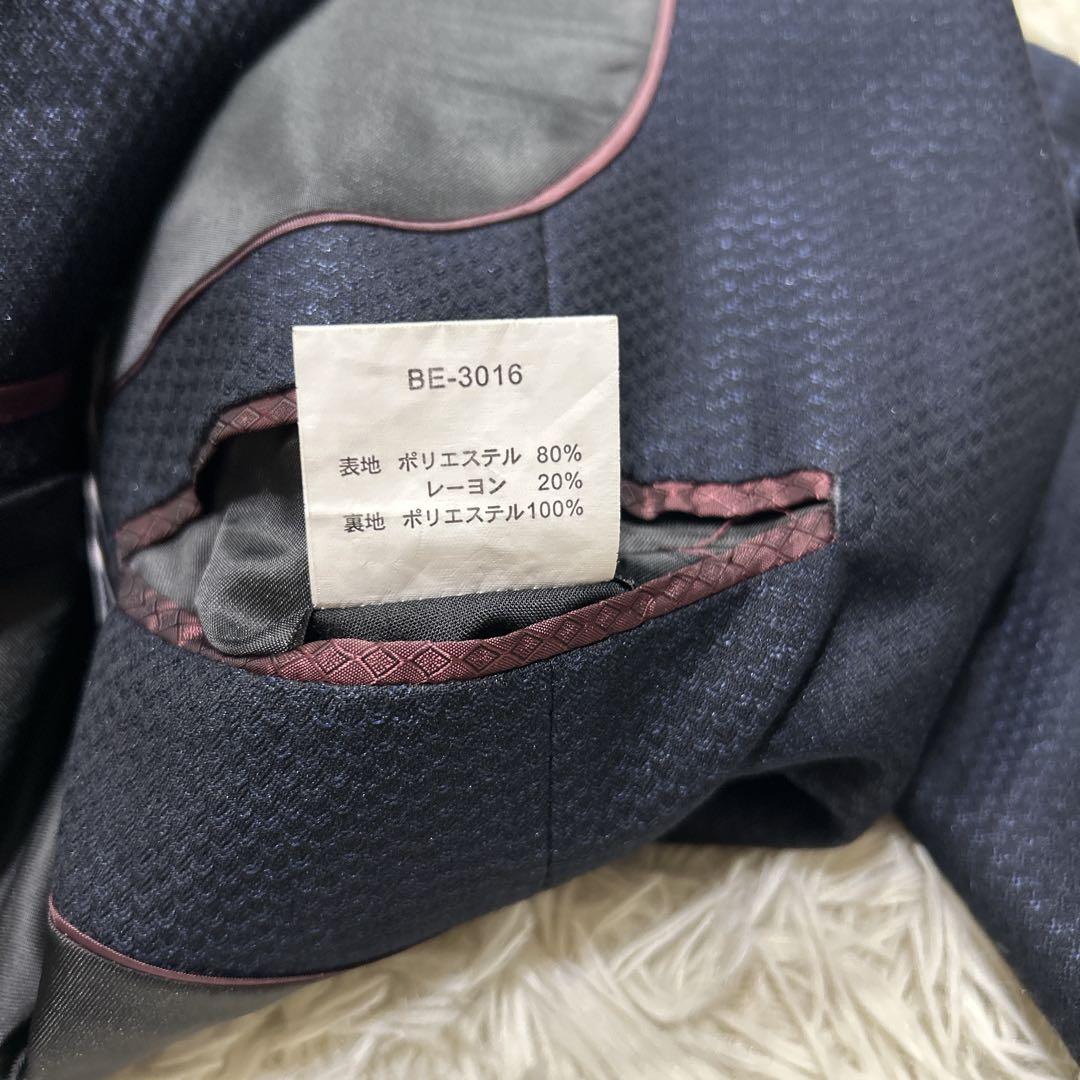 BE-3016
表地 ポリエステル 80%
レーヨン 20%
裏地 ポリエステル100%